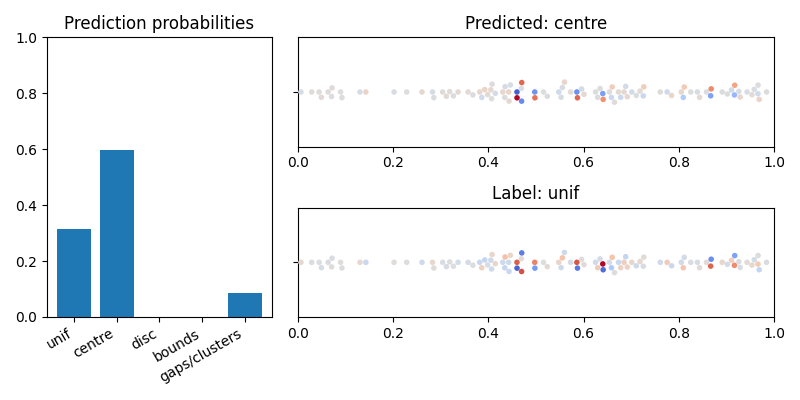 Prediction probabilities
1.0
0.8
0.6
0.4
0.2
0.0
unif
centre
disc
bounds
gaps/clusters
Predicted: centre
0.0 0.2 0.4 0.6 0.8 1.0
Label: unif
0.0 0.2 0.4 0.6 0.8 1.0